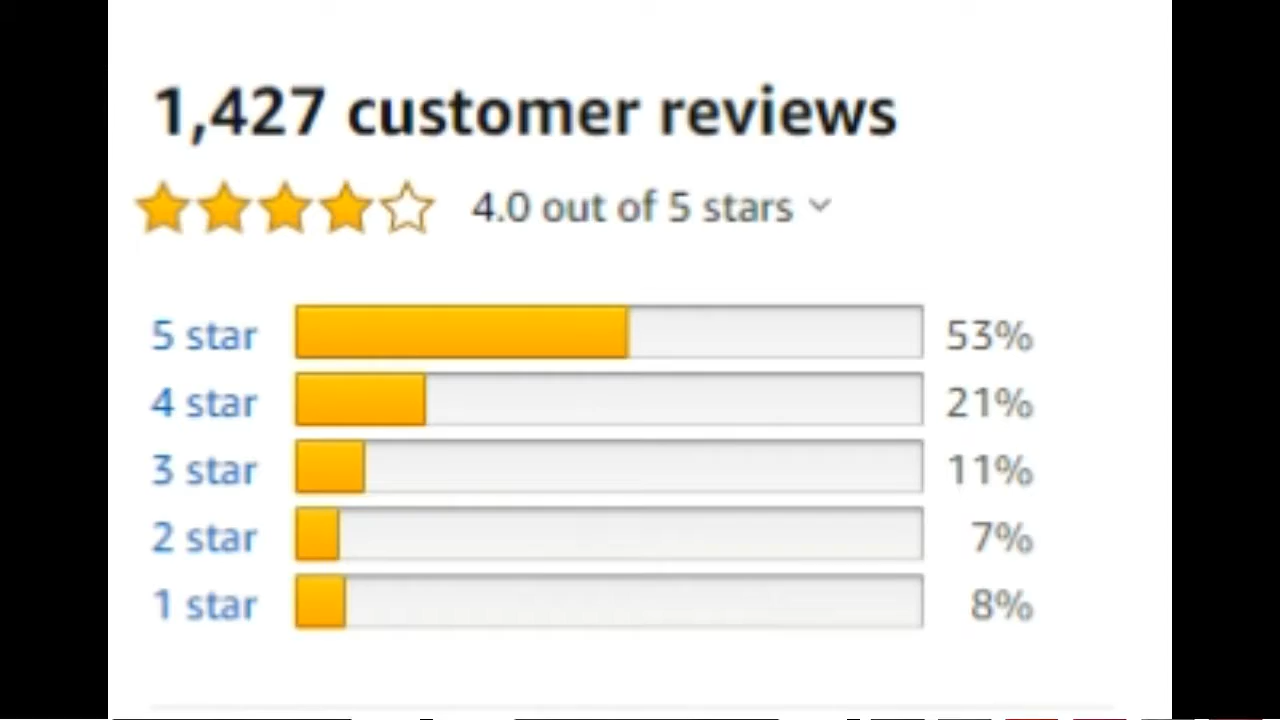 1,427 customer reviews
4.0 out of 5 stars
5 star 53%
4 star 21%
3 star 11%
2 star 7%
1 star 8%